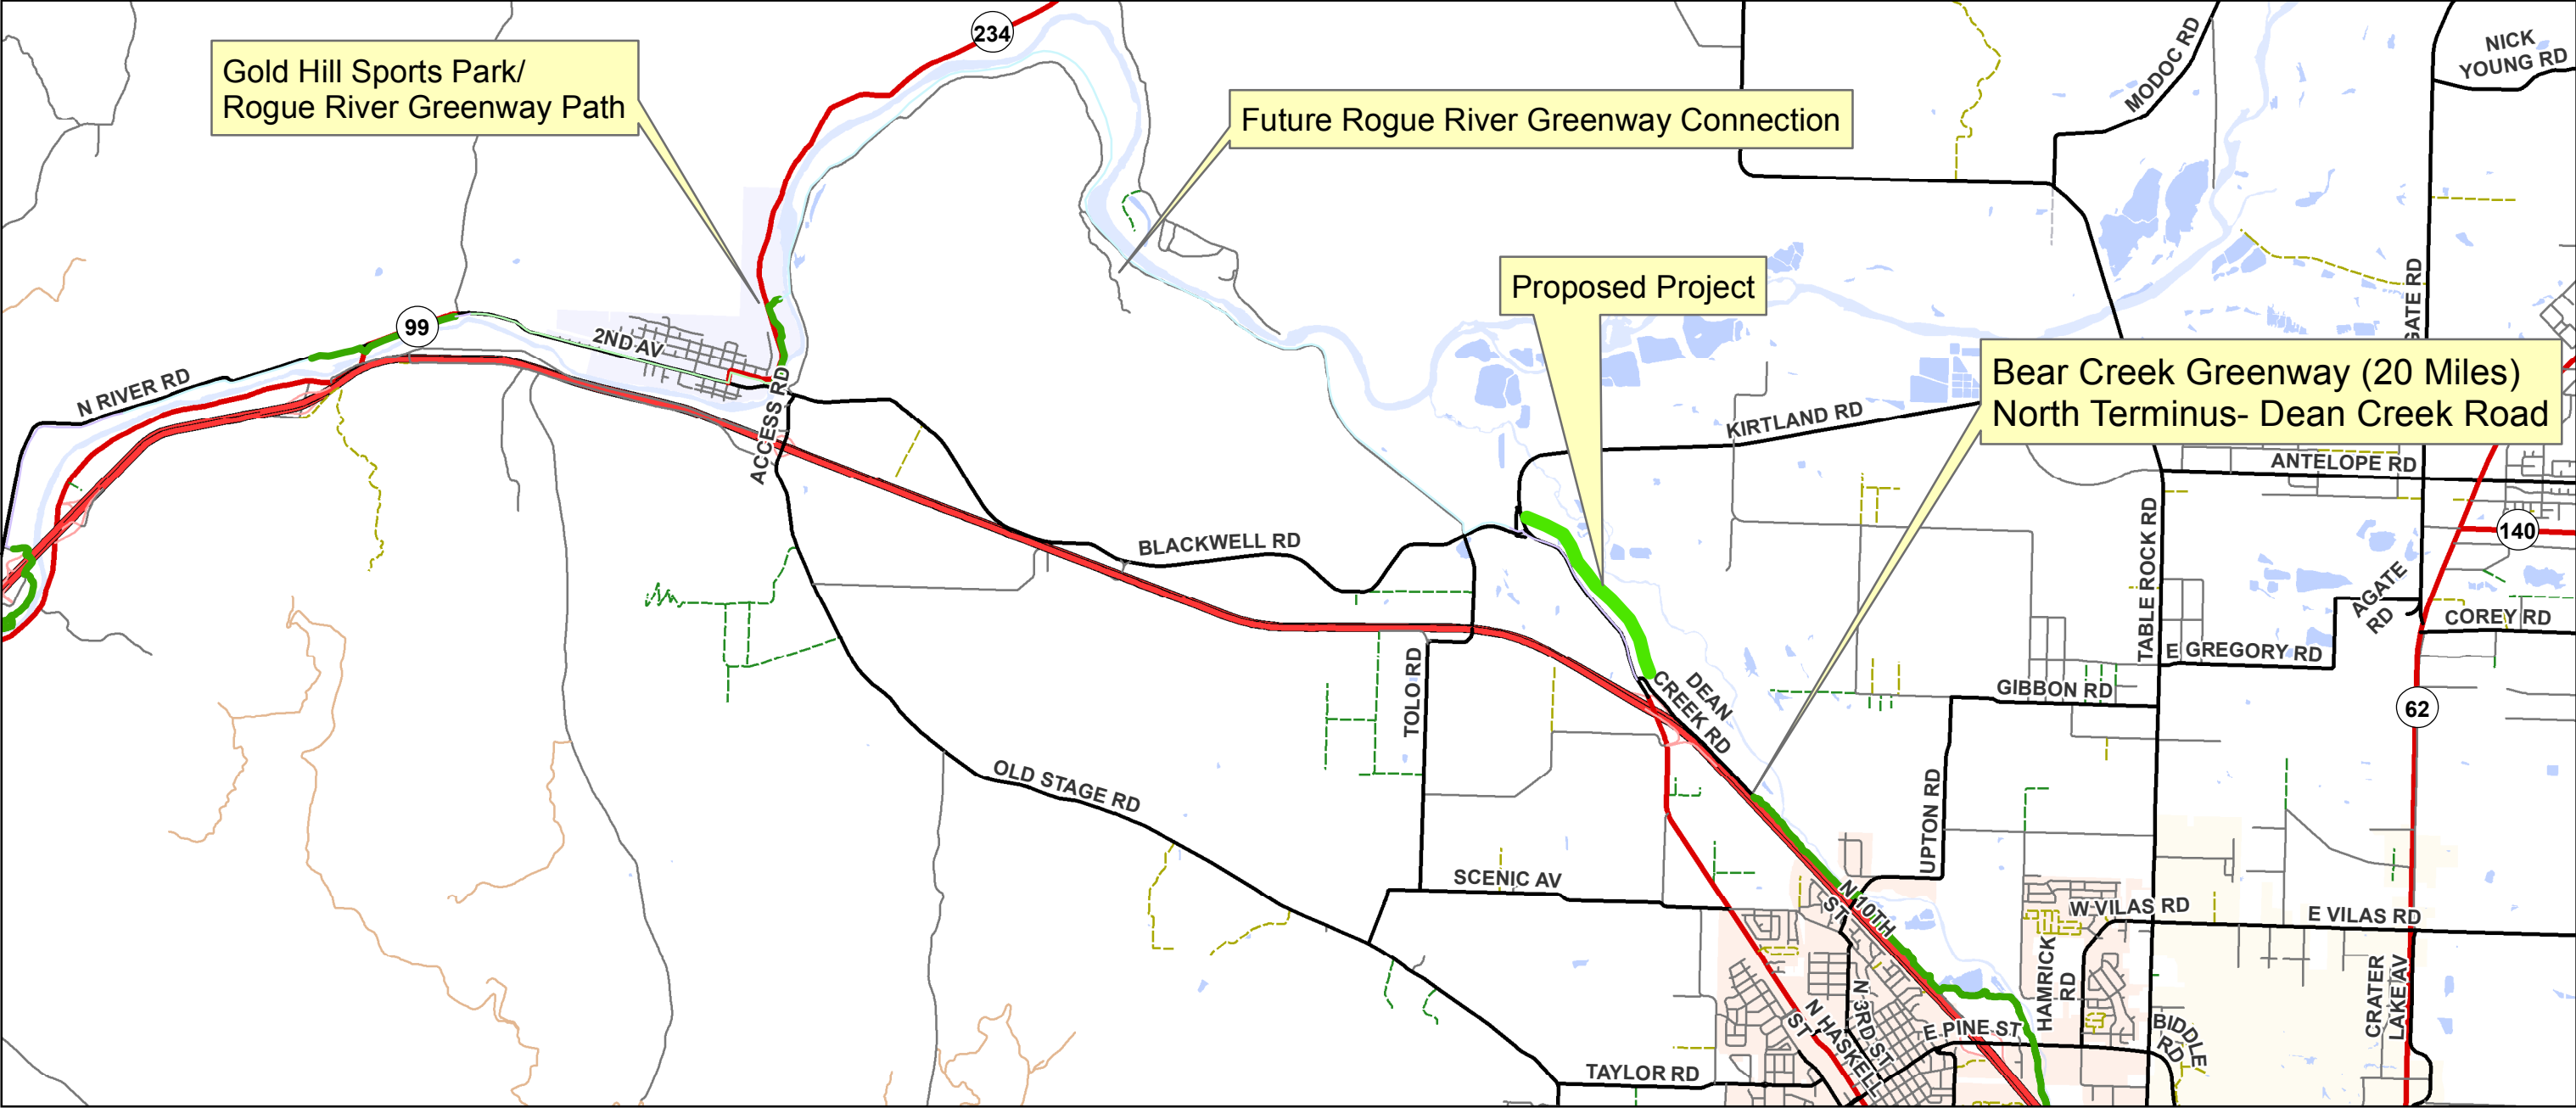 234
Gold Hill Sports Park/
Rogue River Greenway Path
Future Rogue River Greenway Connection
MODOC RD
NICK
YOUNG RD
Proposed Project
99
2ND AV
N RIVER RD
ACCESS RD
Bear Creek Greenway (20 Miles)
North Terminus- Dean Creek Road
KIRTLAND RD
ANTELOPE RD
TABLE ROCK RD
140
BLACKWELL RD
AGATE
RD
COREY RD
E GREGORY RD
TOLO RD
DEAN
CREEK RD
GIBBON RD
62
OLD STAGE RD
UPTON RD
SCENIC AV
N 10TH
ST
W VILAS RD
E VILAS RD
HAMRICK
RD
CRATER
LAKE AV
N 3RD ST
N HASKELL
ST
E PINE ST
BIDDLE
RD
TAYLOR RD